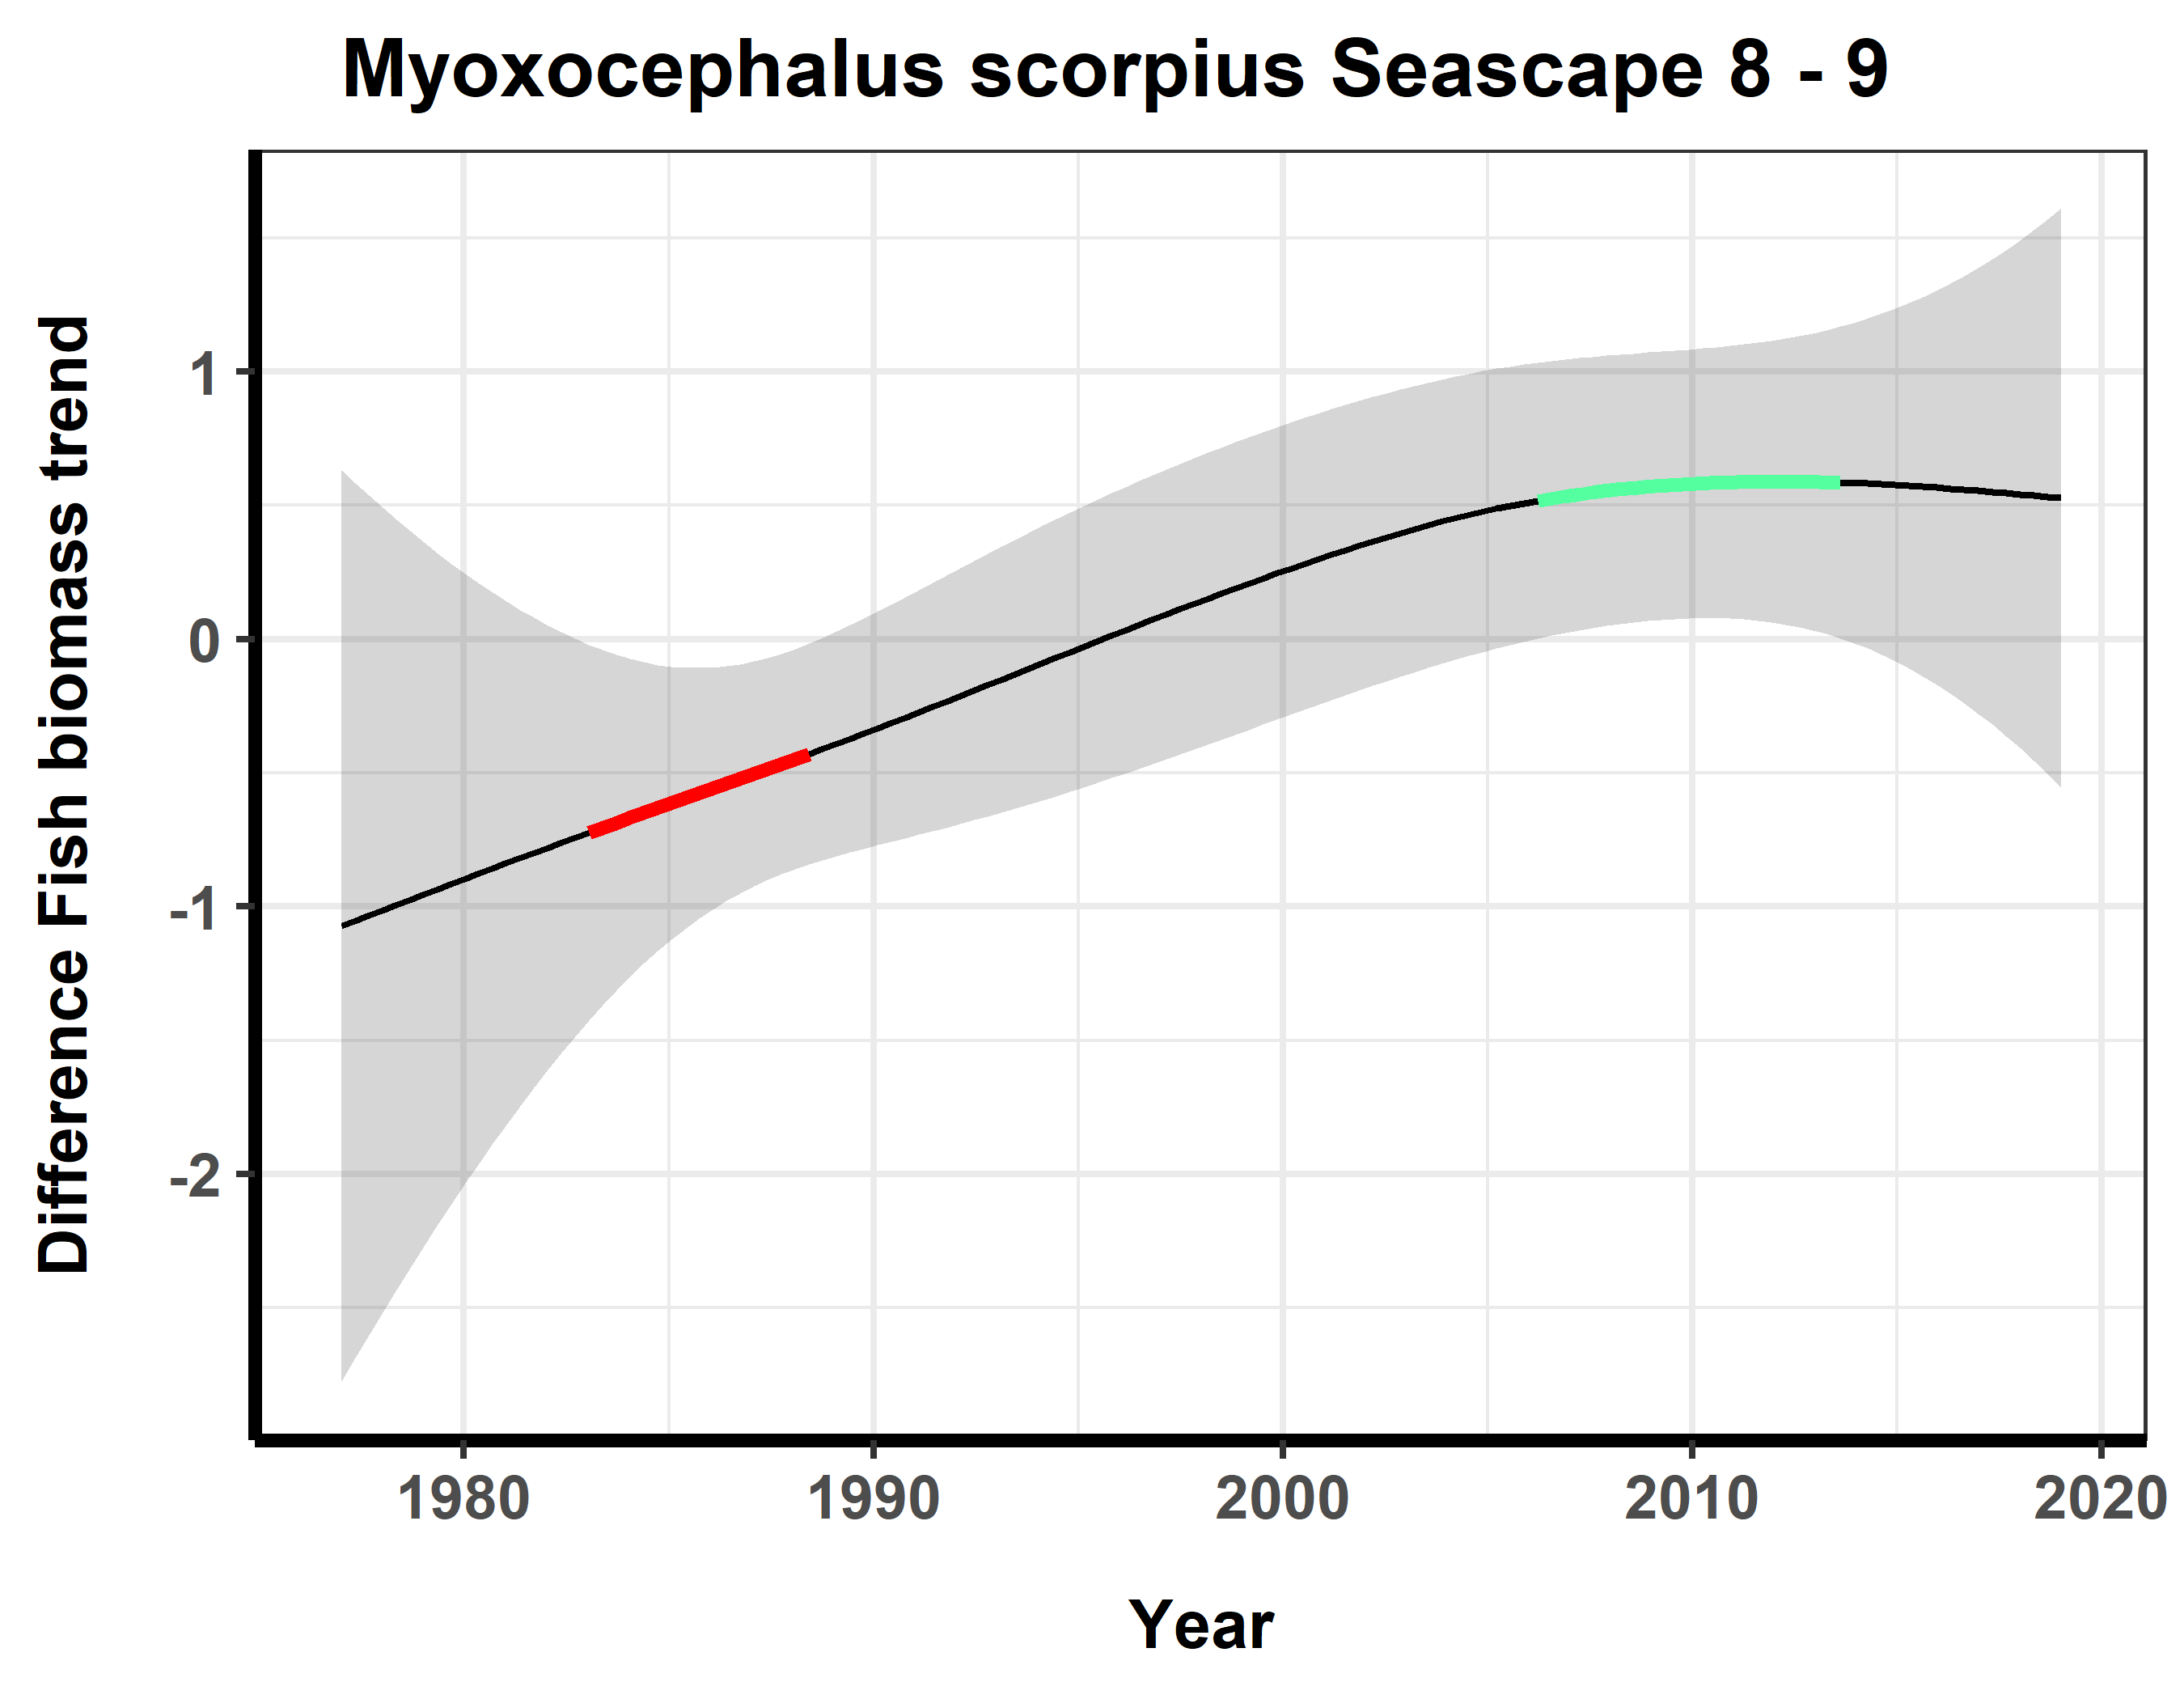 Myoxocephalus scorpius Seascape 8 - 9
Difference Fish biomass trend
1
0
-1
-2
1980 1990 2000 2010 2020
Year